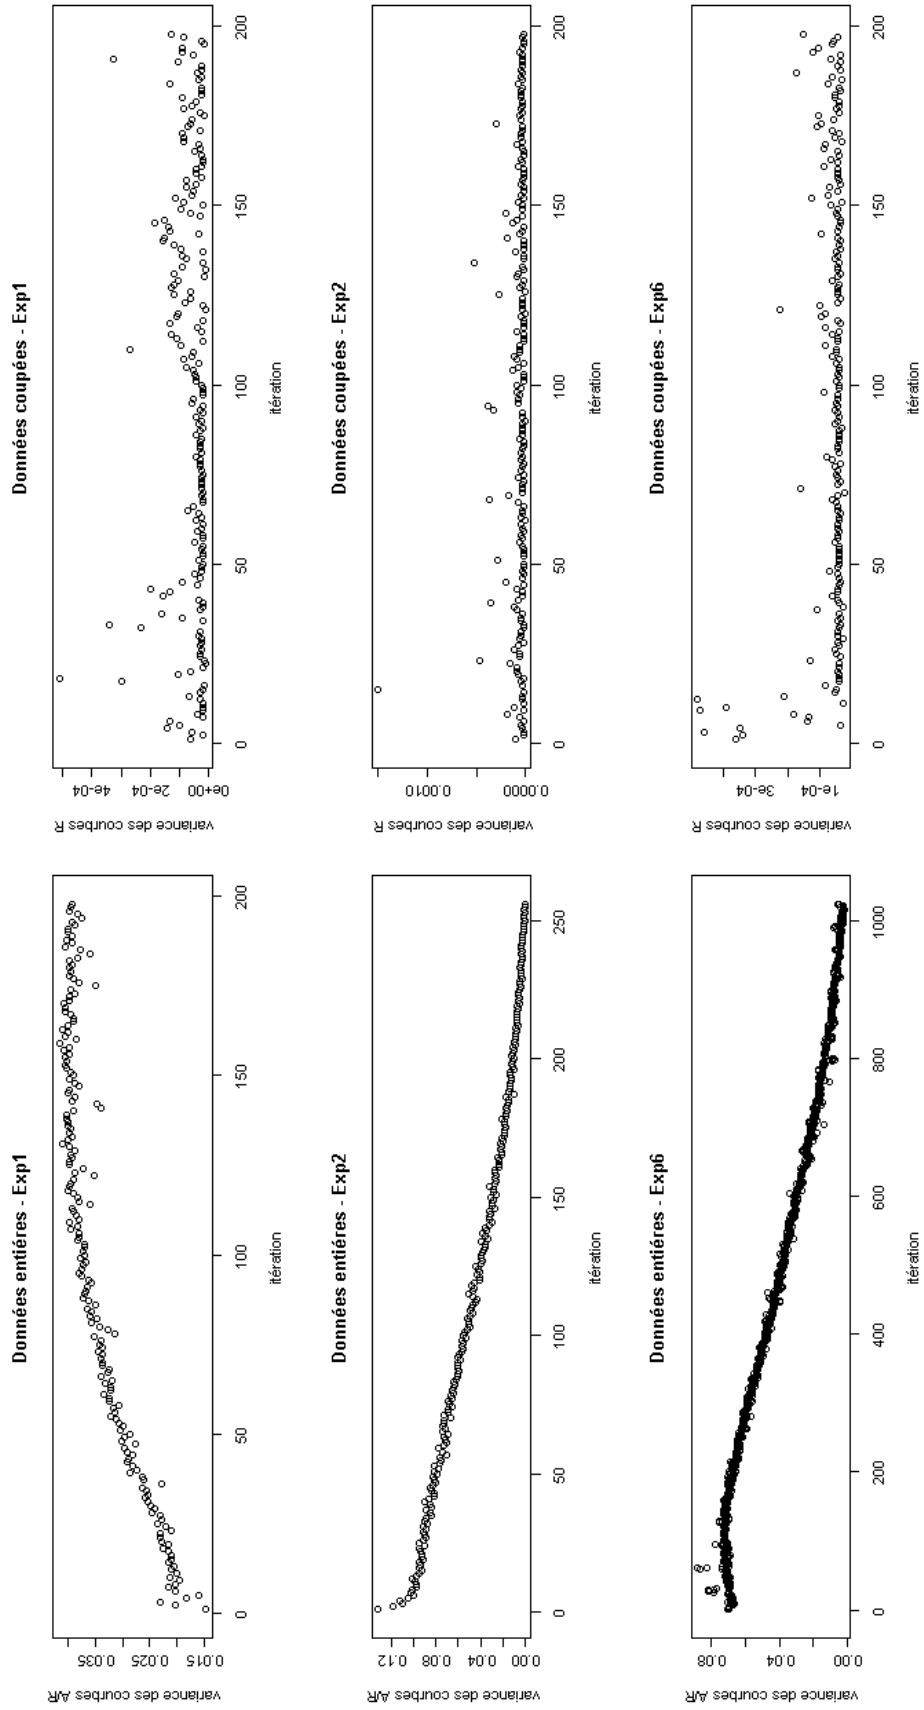 Données coupées - Exp1
variance des courbes R
0e+00 2e-04 4e-04
0 50 100 150 200
itération
Données coupées - Exp2
variance des courbes R
0.0000 0.0010
0 50 100 150 200
itération
Données coupées - Exp6
variance des courbes R
1e-04 3e-04
0 50 100 150 200
itération
Données entiéres - Exp1
variance des courbes A/R
0.015 0.025 0.035
0 50 100 150 200
itération
Données entiéres - Exp2
variance des courbes A/R
0.00 0.04 0.08 0.12
0 50 100 150 200 250
itération
Données entiéres - Exp6
variance des courbes A/R
0.00 0.04 0.08
0 200 400 600 800 1000
itération